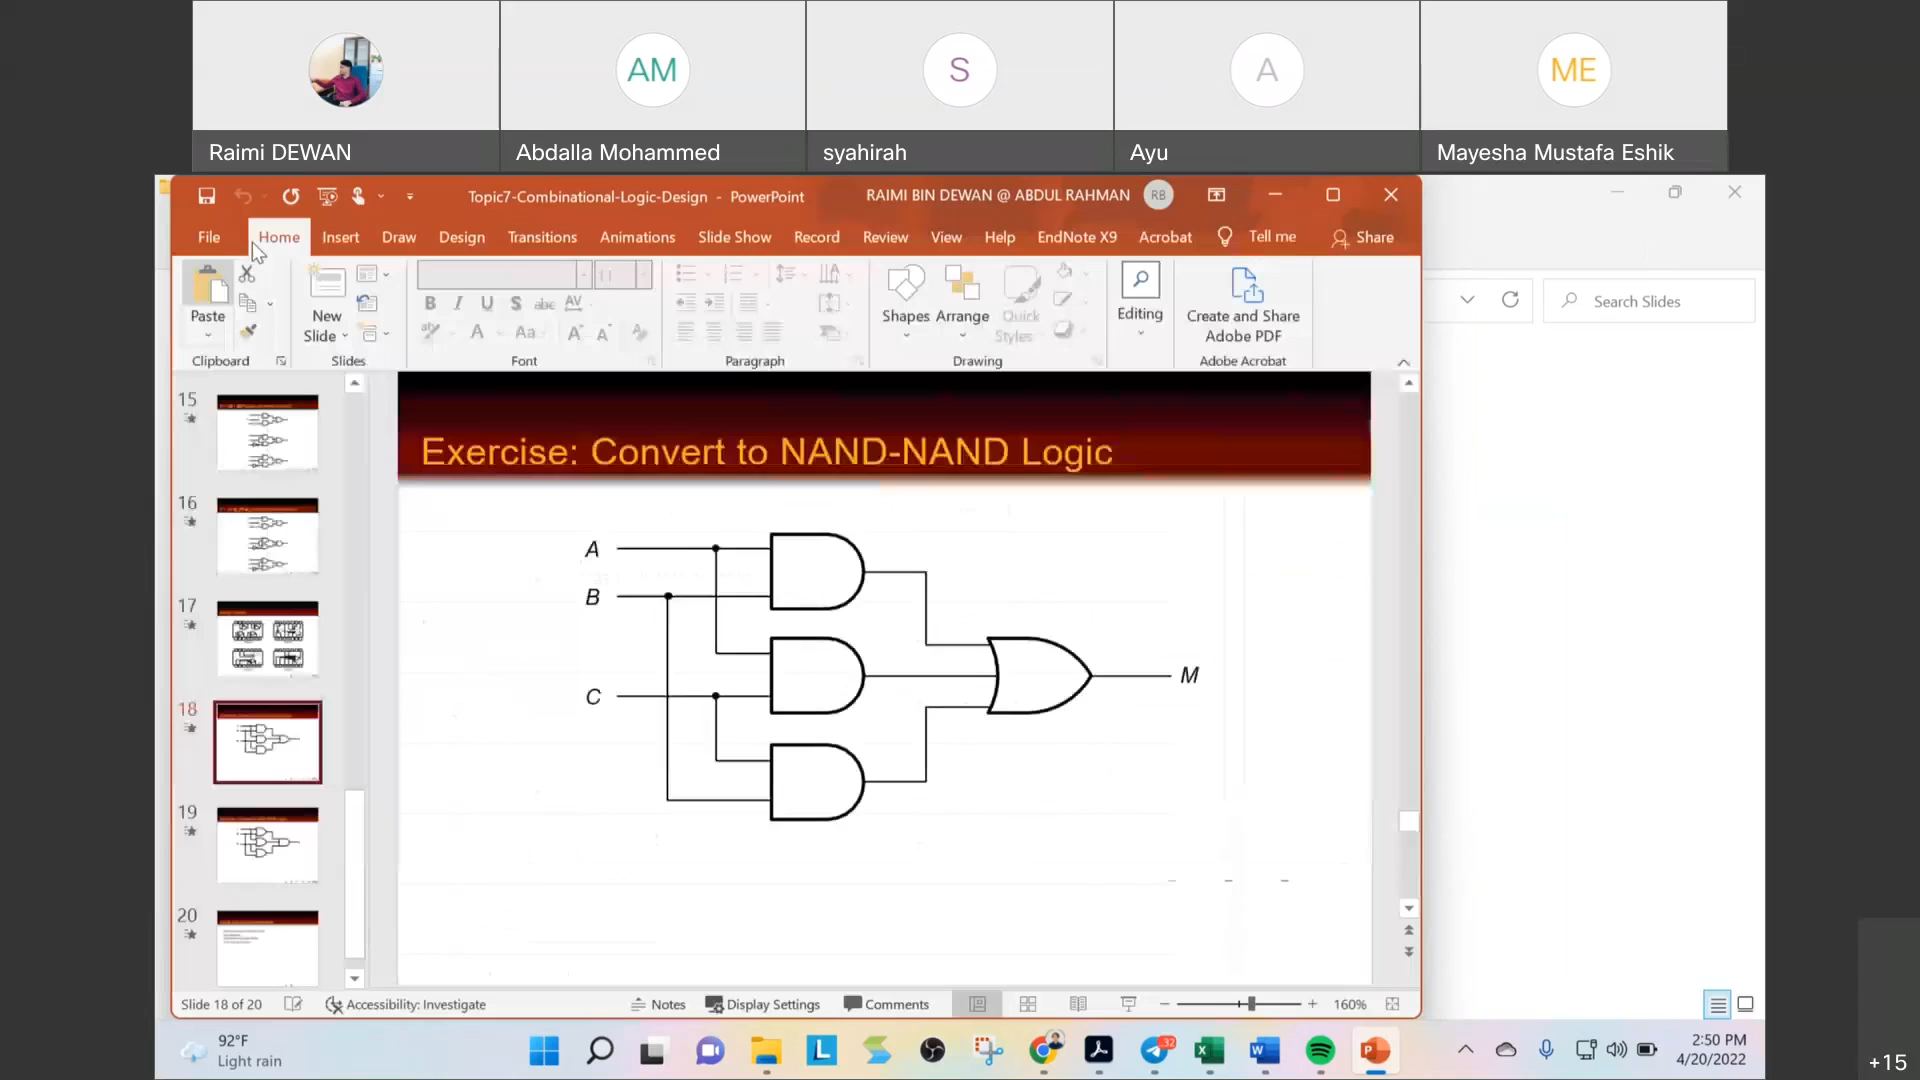 AM
S
A
ME
Raimi DEWAN
Abdalla Mohammed
syahirah
Ayu
Mayesha Mustafa Eshik
Topic7-Combinational-Logic-Design - PowerPoint
RAIMI BIN DEWAN @ ABDUL RAHMAN
RB
File
Home
Insert
Draw
Design
Transitions
Animations
Slide Show
Record
Review
View
Help
EndNote X9
Acrobat
Tell me
Share
Paste
New
Slide
B I U S abc AV
A Aa A A
Shapes
Arrange
Quick
Styles
Editing
Create and Share
Adobe PDF
Clipboard
Slides
Font
Paragraph
Drawing
Adobe Acrobat
Search Slides
15
16
17
18
19
20
Exercise: Convert to NAND-NAND Logic
A
B
C
M
Slide 18 of 20
Accessibility: Investigate
Notes
Display Settings
Comments
160%
92°F
Light rain
L
32
X
W
P
2:50 PM
4/20/2022
+15